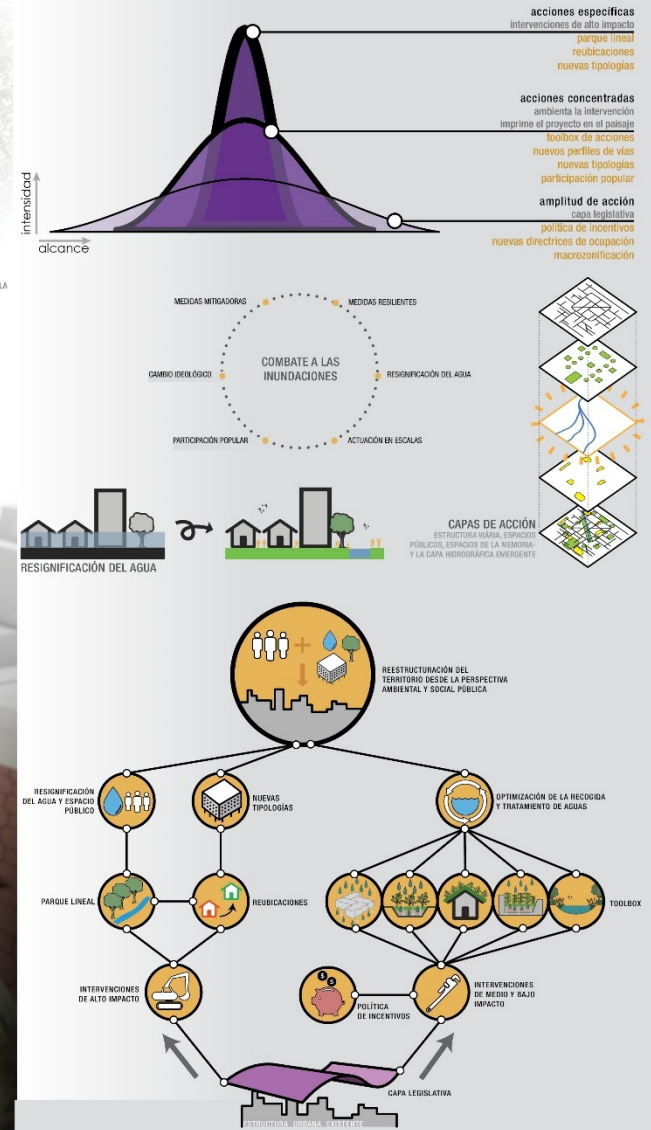 acciones específicas
intervenciones de alto impacto
parque lineal
reubicaciones
nuevas tipologías
acciones concentradas
ambienta la intervención
imprime el proyecto en el paisaje
toolbox de acciones
nuevos perfiles de vías
nuevas tipologías
participación popular
amplitud de acción
capa legislativa
política de incentivos
nuevas directrices de ocupación
macrozonificación
intensidad
alcance
LA
MEDIDAS MITIGADORAS
MEDIDAS RESILIENTES
CAMBIO IDEOLÓGICO
COMBATE A LAS
INUNDACIONES
RESIGNIFICACIÓN DEL AGUA
PARTICIPACIÓN POPULAR
ACTUACIÓN EN ESCALAS
RESIGNIFICACIÓN DEL AGUA
CAPAS DE ACCIÓN
ESTRUCTURA VIÁRIA, ESPACIOS
PÚBLICOS, ESPACIOS DE LA MEMORIA-
Y LA CAPA HIDROGRÁFICA EMERGENTE
REESTRUCTURACIÓN DEL
TERRITORIO DESDE LA PERSPECTIVA
AMBIENTAL Y SOCIAL PÚBLICA
RESIGNIFICACIÓN
DEL AGUA Y ESPACIO
PÚBLICO
NUEVAS
TIPOLOGÍAS
OPTIMIZACIÓN DE LA RECOGIDA
Y TRATAMIENTO DE AGUAS
PARQUE LINEAL
REUBICACIONES
TOOLBOX
INTERVENCIONES
DE ALTO IMPACTO
$ $
POLÍTICA
DE INCENTIVOS
INTERVENCIONES
DE MEDIO Y BAJO
IMPACTO
CAPA LEGISLATIVA
ESTRUCTURA URBANA EXISTENTE